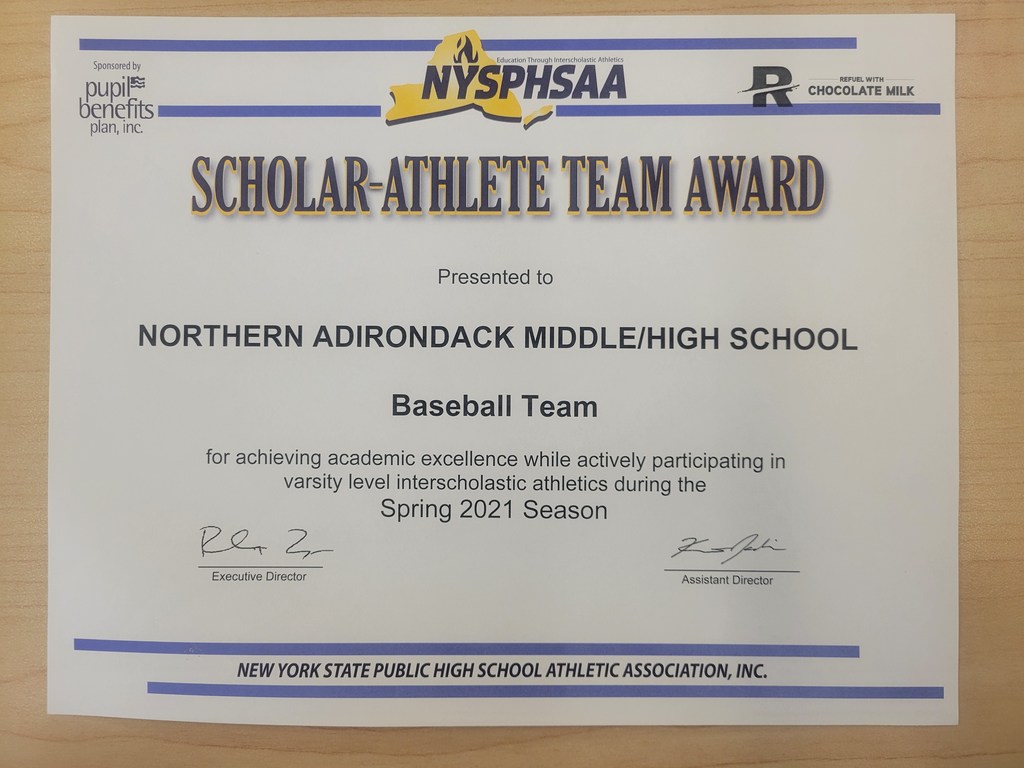 Sponsored by
pupil
benefits
plan, inc.
Education Through Interscholastic Athletics
NYSPHSAA
R
REFUEL WITH
CHOCOLATE MILK
SCHOLAR-ATHLETE TEAM AWARD
Presented to
NORTHERN ADIRONDACK MIDDLE/HIGH SCHOOL
Baseball Team
for achieving academic excellence while actively participating in
varsity level interscholastic athletics during the
Spring 2021 Season
Executive Director
Assistant Director
NEW YORK STATE PUBLIC HIGH SCHOOL ATHLETIC ASSOCIATION, INC.